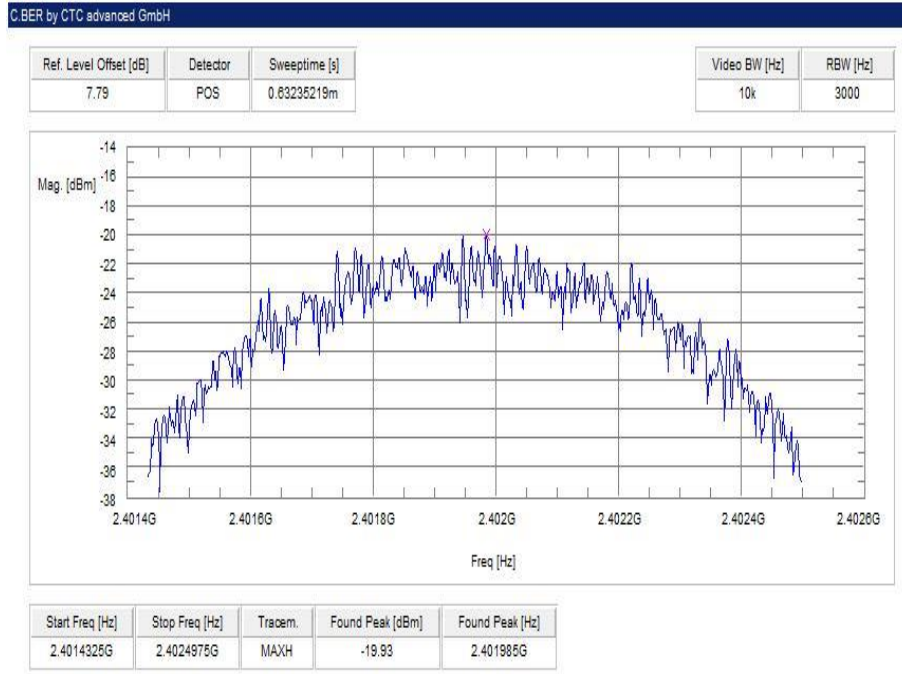 C.BER by CTC advanced GmbH
Ref. Level Offset [dB] Detector Sweeptime [s] Video BW [Hz] RBW [Hz]
7.79 POS 0.63235219m 10k 3000
Mag. [dBm]
-14
-16
-18
-20
-22
-24
-26
-28
-30
-32
-34
-36
-38
2.4014G 2.4016G 2.4018G 2.402G 2.4022G 2.4024G 2.4026G
Freq [Hz]
Start Freq [Hz] Stop Freq [Hz] Tracem. Found Peak [dBm] Found Peak [Hz]
2.4014325G 2.4024975G MAXH -19.93 2.401985G